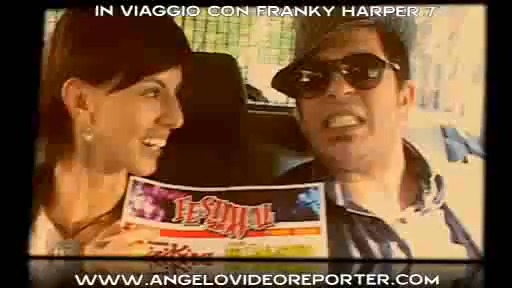 IN VIAGGIO CON FRANKY HARPER 7
FESTIVAL
WWW.ANGELOVIDEOREPORTER.COM